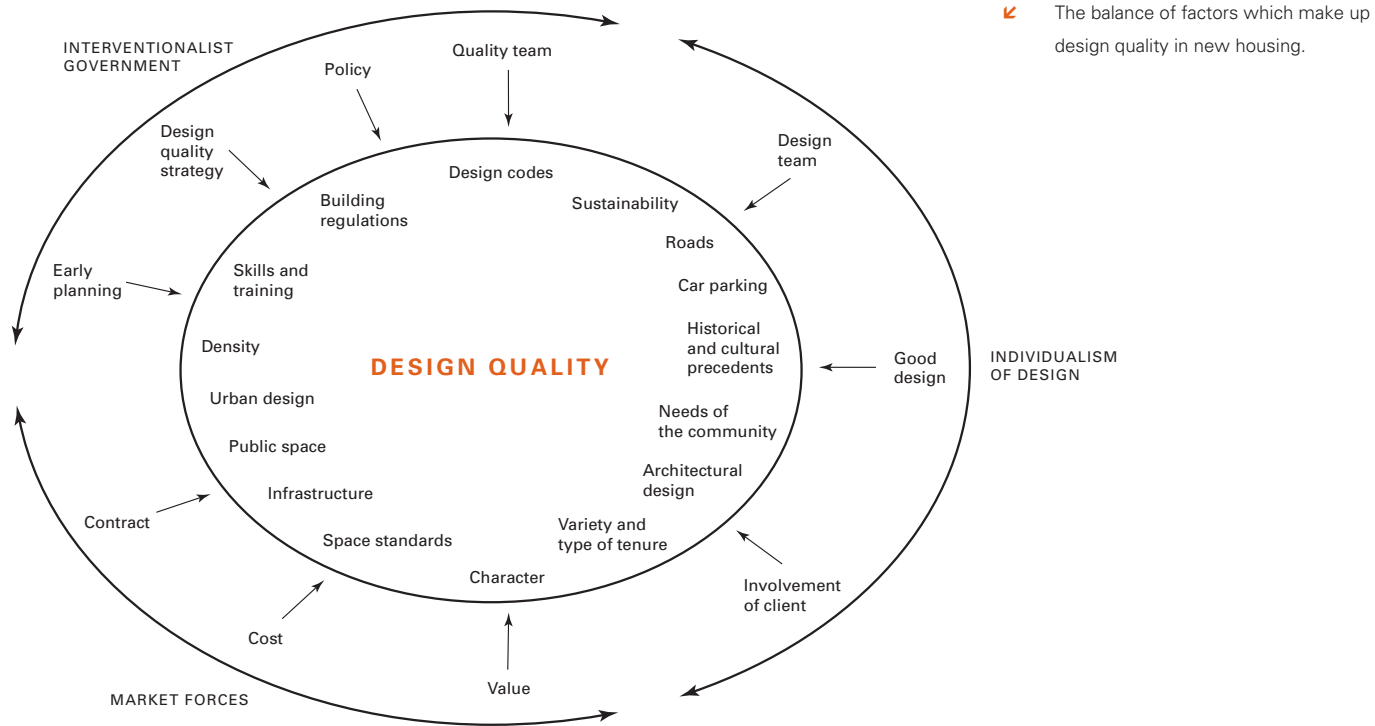 The balance of factors which make up
design quality in new housing.
INTERVENTIONALIST
GOVERNMENT
Policy
Quality team
Design
quality
strategy
Design
team
Early
planning
Good
design
INDIVIDUALISM
OF DESIGN
Contract
Involvement
of client
Cost
Value
MARKET FORCES
Design codes
Building
regulations
Sustainability
Roads
Skills and
training
Car parking
Density
Historical
and cultural
precedents
DESIGN QUALITY
Urban design
Needs of
the community
Public space
Architectural
design
Infrastructure
Variety and
type of tenure
Space standards
Character